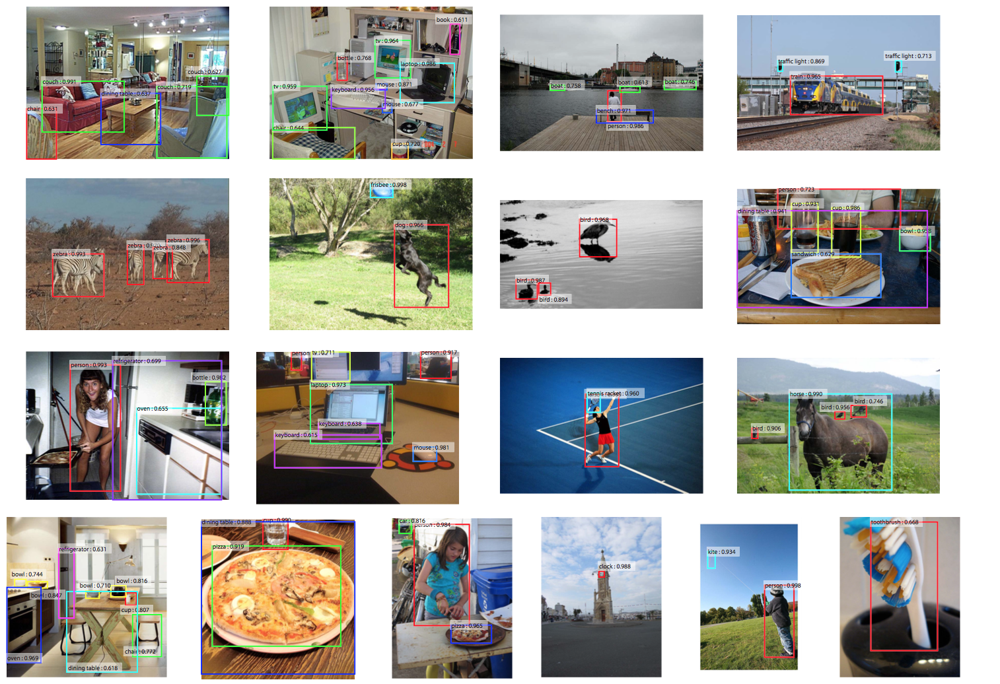 couch : 0.627
couch : 0.991
couch : 0.719
dining table : 0.637
chair : 0.631
book : 0.611
tv : 0.964
bottle : 0.768
laptop : 0.986
mouse : 0.871
keyboard : 0.956
tv : 0.959
mouse : 0.677
chair : 0.644
cup : 0.720
boat : 0.758
boat : 0.613
boat : 0.746
bench : 0.971
person : 0.986
traffic light : 0.713
traffic light : 0.869
train : 0.965
zebra : 0.996
zebra :
zebra : 0.848
zebra : 0.993
frisbee : 0.998
dog : 0.966
bird : 0.968
bird : 0.987
bird : 0.894
person : 0.723
cup : 0.931
cup : 0.986
dining table : 0.941
bowl : 0.958
sandwich : 0.629
person : 0.993
refrigerator : 0.699
bottle : 0.982
oven : 0.655
person
tv : 0.711
person : 0.917
laptop : 0.973
keyboard : 0.638
keyboard : 0.615
mouse : 0.981
tennis racket : 0.960
horse : 0.990
bird : 0.956
bird : 0.746
bird : 0.906
refrigerator : 0.631
bowl : 0.744
bowl : 0.710
bowl : 0.816
bowl : 0.847
cup : 0.807
chair : 0.772
oven : 0.969
dining table : 0.618
dining table : 0.888
cup : 0.990
pizza : 0.919
car : 0.816
person : 0.984
pizza : 0.965
clock : 0.988
kite : 0.934
person : 0.998
toothbrush : 0.668